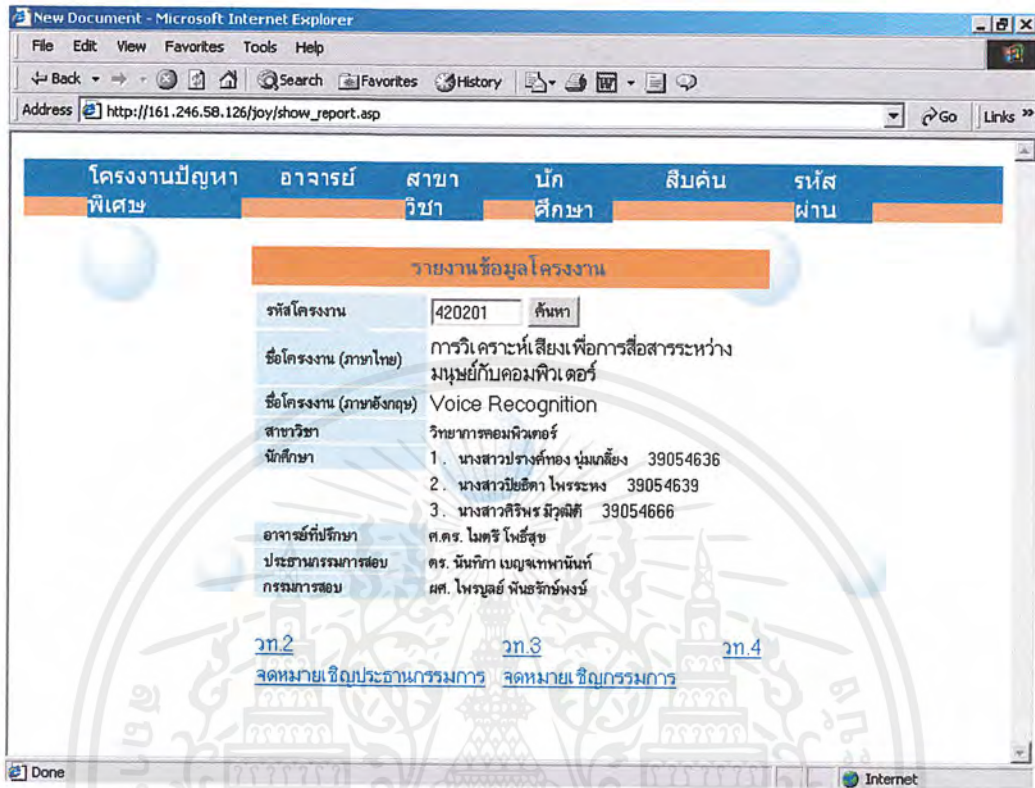 New Document - Microsoft Internet Explorer
File Edit View Favorites Tools Help
Back Search Favorites History
Address http://161.246.58.126/joy/show_report.asp Go Links »
โครงงานปัญหา อาจารย์ สาขา นัก สืบค้น รหัส
พิเศษ วิชา ศึกษา ผ่าน
รายงานข้อมูลโครงงาน
รหัสโครงงาน 420201 ค้นหา
ชื่อโครงงาน (ภาษาไทย) การวิเคราะห์เสียงเพื่อการสื่อสารระหว่าง
มนุษย์กับคอมพิวเตอร์
ชื่อโครงงาน (ภาษาอังกฤษ) Voice Recognition
สาขาวิชา วิทยาการคอมพิวเตอร์
นักศึกษา 1. นางสาวปรางค์ทอง นุ่มเกลี้ยง 39054636
2. นางสาวปิยธิดา ไพรระหง 39054639
3. นางสาวศิริพร มีวุฒิดี 39054666
อาจารย์ที่ปรึกษา ศ.ดร. ไมตรี โพธิ์สุข
ประธานกรรมการสอบ ดร. นันทิกา เบญจเทพานันท์
กรรมการสอบ ผศ. ไพรบูลย์ พันธรักษ์พงษ์
วท.2 วท.3 วท.4
จดหมายเชิญประธานกรรมการ จดหมายเชิญกรรมการ
Done Internet